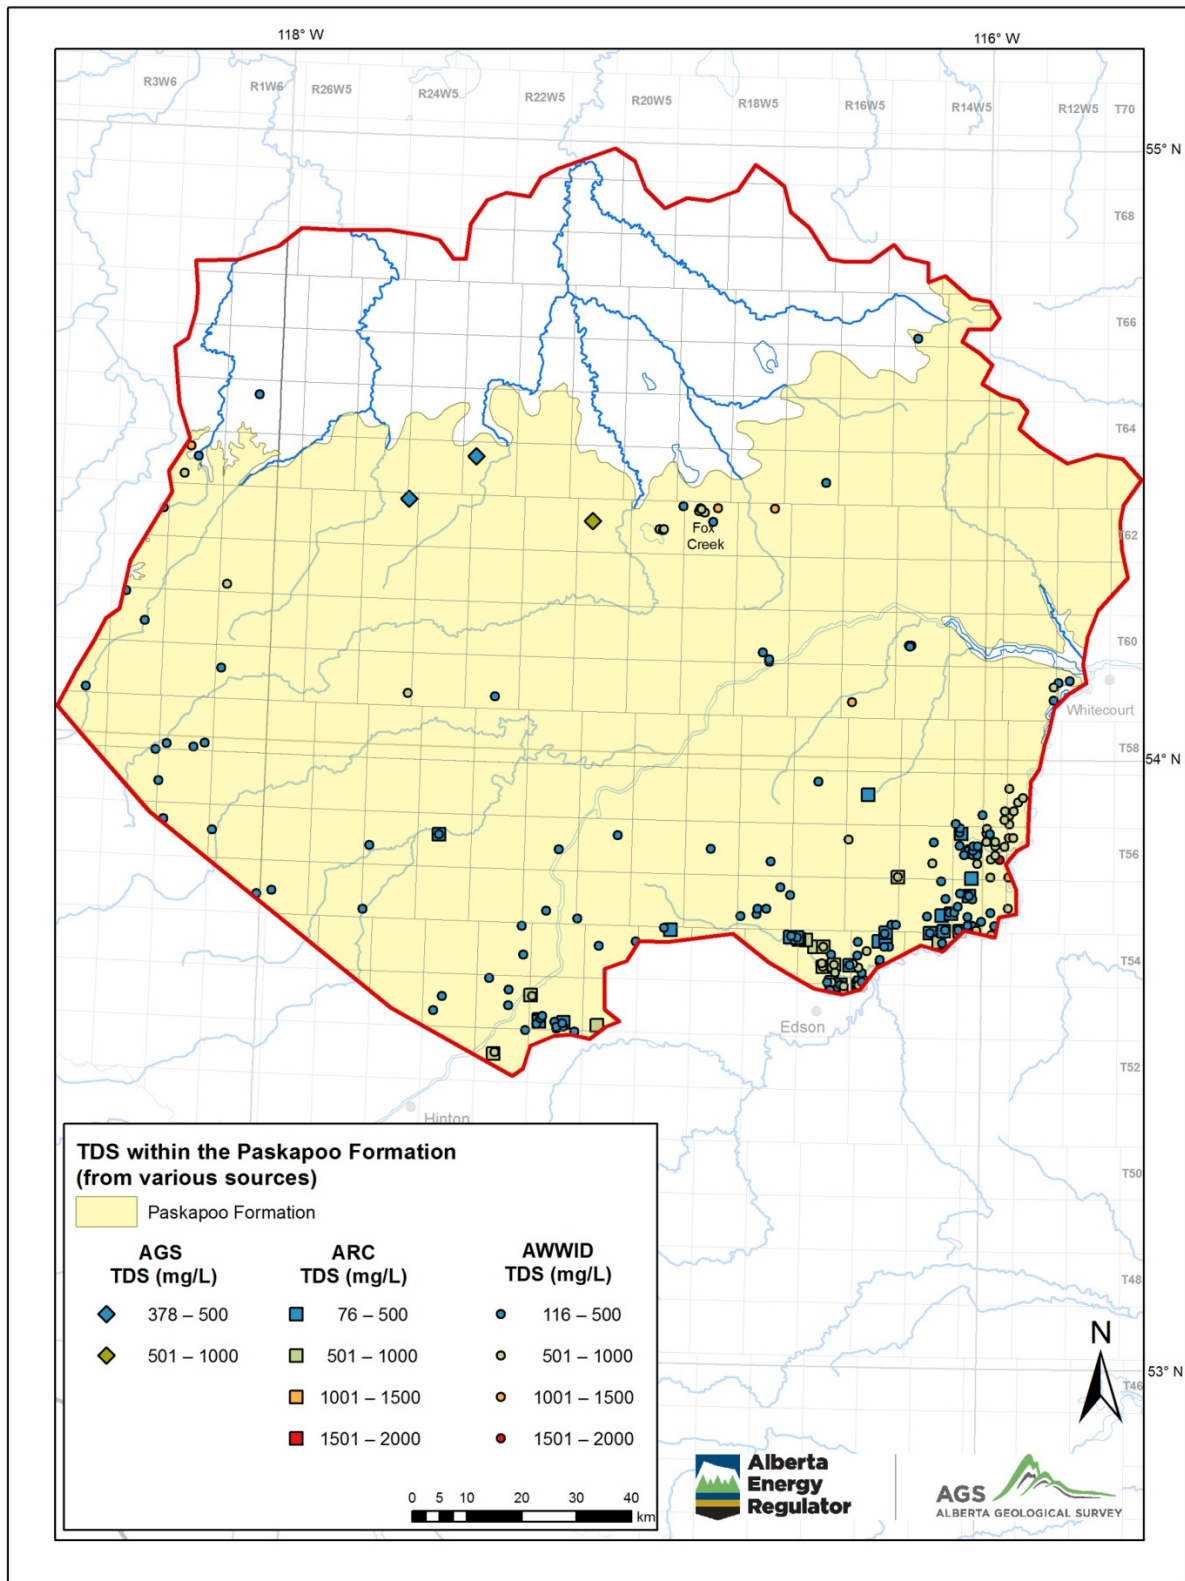 118° W
116° W
R3W6
R1W6
R26W5
R24W5
R22W5
R20W5
R18W5
R16W5
R14W5
R12W5
T70
55° N
T68
T66
T64
T62
Fox
Creek
T60
Whitecourt
T58
54° N
T56
T54
Edson
T52
Hinton
T50
T48
53° N
T46
TDS within the Paskapoo Formation
(from various sources)
Paskapoo Formation
AGS
TDS (mg/L)
378 – 500
501 – 1000
ARC
TDS (mg/L)
76 – 500
501 – 1000
1001 – 1500
1501 – 2000
AWWID
TDS (mg/L)
116 – 500
501 – 1000
1001 – 1500
1501 – 2000
0 5 10 20 30 40
km
N
Alberta
Energy
Regulator
AGS
ALBERTA GEOLOGICAL SURVEY